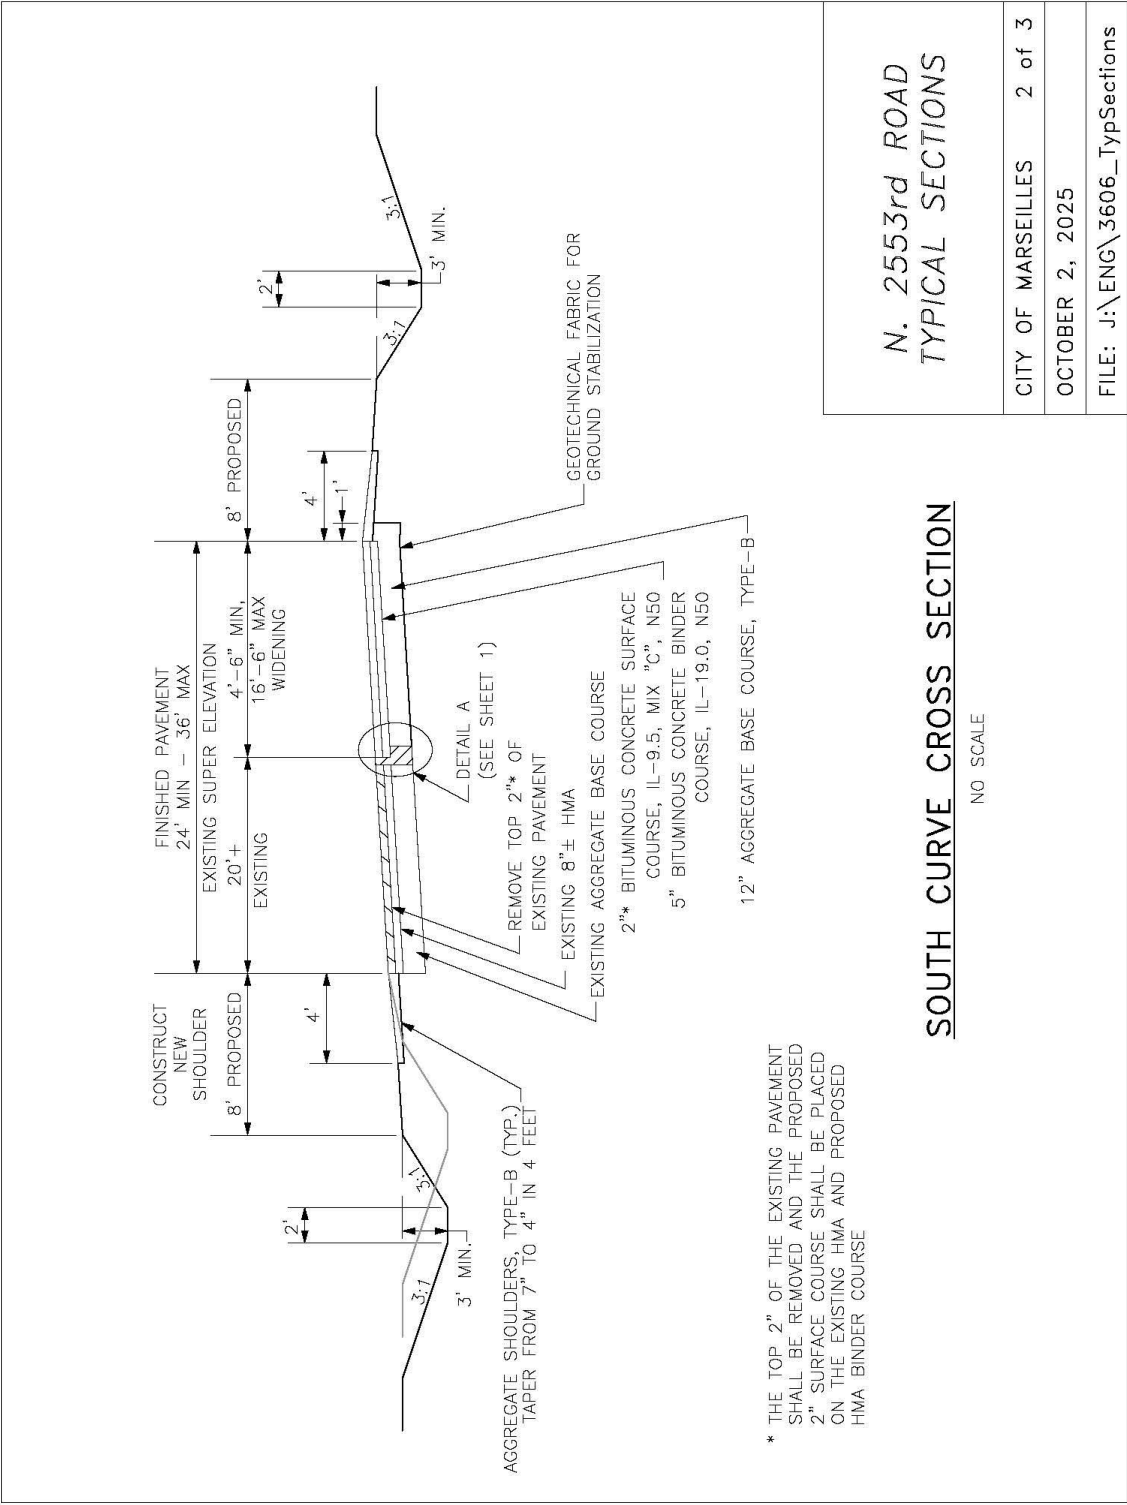 CONSTRUCT
NEW
SHOULDER
8' PROPOSED
4'
2'
3:1
3:1
3' MIN.
FINISHED PAVEMENT
24' MIN – 36' MAX
EXISTING SUPER ELEVATION
20'+
EXISTING
4'–6" MIN,
16'–6" MAX
WIDENING
8' PROPOSED
4'
1'
2'
3:1
3:1
3' MIN.
AGGREGATE SHOULDERS, TYPE–B (TYP.)
TAPER FROM 7" TO 4" IN 4 FEET
DETAIL A
(SEE SHEET 1)
REMOVE TOP 2"* OF
EXISTING PAVEMENT
EXISTING 8"± HMA
EXISTING AGGREGATE BASE COURSE
GEOTECHNICAL FABRIC FOR
GROUND STABILIZATION
2"* BITUMINOUS CONCRETE SURFACE
COURSE, IL–9.5, MIX "C", N50
5" BITUMINOUS CONCRETE BINDER
COURSE, IL–19.0, N50
12" AGGREGATE BASE COURSE, TYPE–B
* THE TOP 2" OF THE EXISTING PAVEMENT
SHALL BE REMOVED AND THE PROPOSED
2" SURFACE COURSE SHALL BE PLACED
ON THE EXISTING HMA AND PROPOSED
HMA BINDER COURSE
SOUTH CURVE CROSS SECTION
NO SCALE
N. 2553rd ROAD
TYPICAL SECTIONS
CITY OF MARSEILLES 2 of 3
OCTOBER 2, 2025
FILE: J:\ENG\3606_TypSections